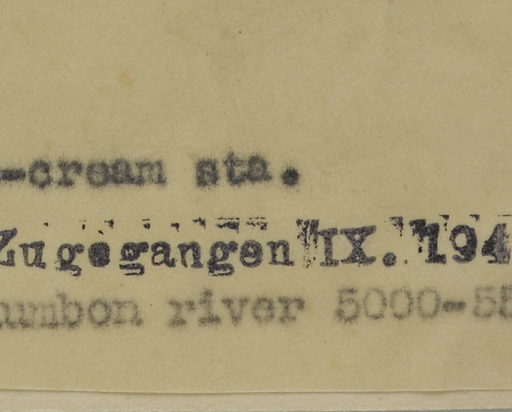 -cream sta.
Zugegangen IX. 194
umbon river 5000-55